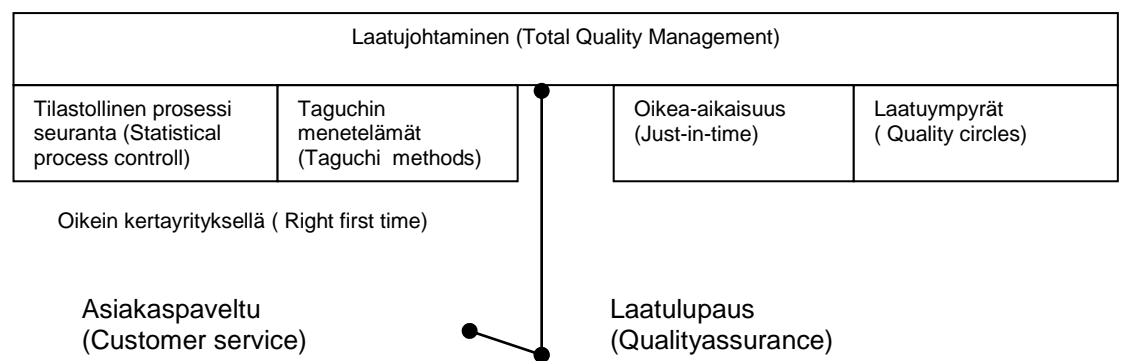 Laatujohtaminen (Total Quality Management)
Tilastollinen prosessi
seuranta (Statistical
process controll)
Taguchin
menetelämät
(Taguchi methods)
Oikea-aikaisuus
(Just-in-time)
Laatuympyrät
( Quality circles)
Oikein kertayrityksellä ( Right first time)
Asiakaspaveltu
(Customer service)
Laatulupaus
(Qualityassurance)